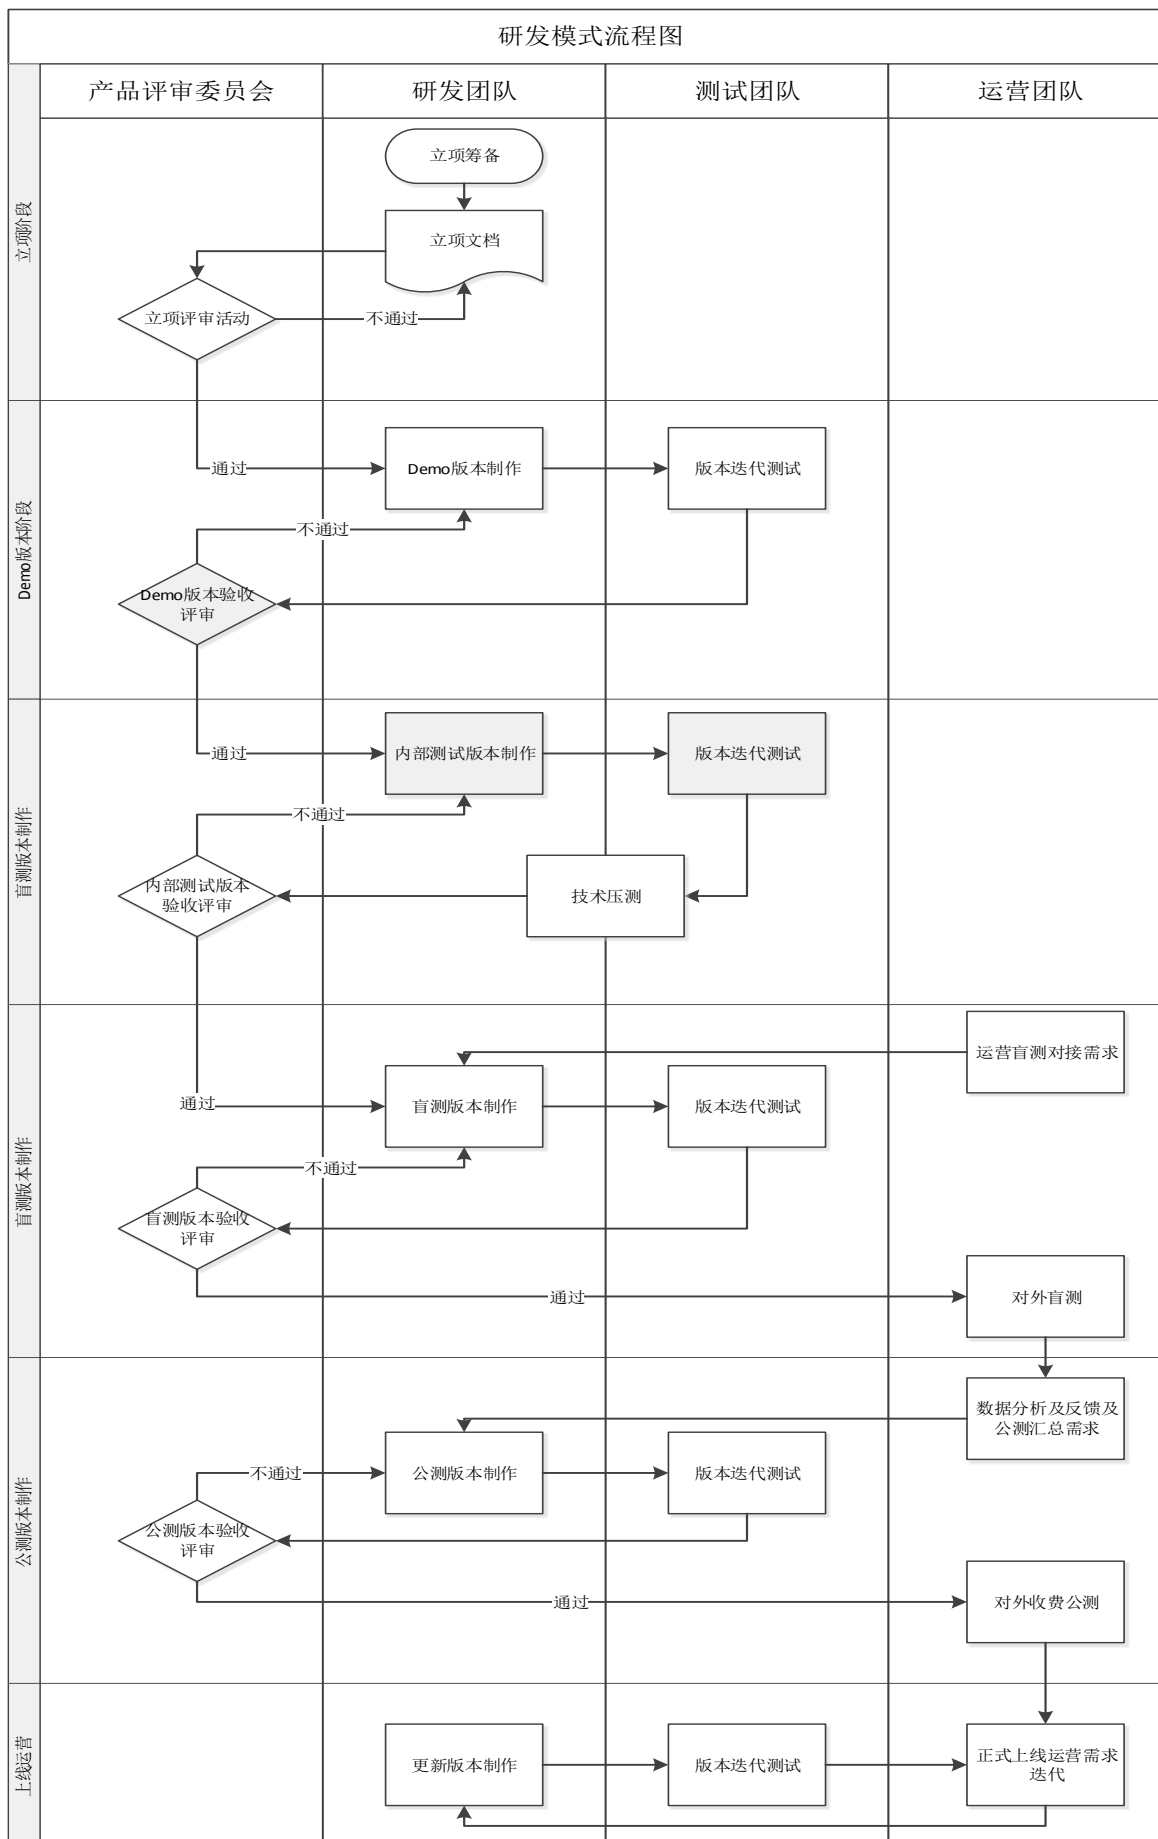 研发模式流程图
产品评审委员会
研发团队
测试团队
运营团队
立项阶段
立项筹备
立项文档
立项评审活动
不通过
Demo版本阶段
通过
Demo版本制作
版本迭代测试
不通过
Demo版本验收
评审
盲测版本制作
通过
内部测试版本制作
版本迭代测试
不通过
内部测试版本
验收评审
技术压测
盲测版本制作
运营盲测对接需求
通过
盲测版本制作
版本迭代测试
不通过
盲测版本验收
评审
通过
对外盲测
公测版本制作
数据分析及反馈及
公测汇总需求
不通过
公测版本制作
版本迭代测试
公测版本验收
评审
通过
对外收费公测
上线运营
更新版本制作
版本迭代测试
正式上线运营需求
迭代